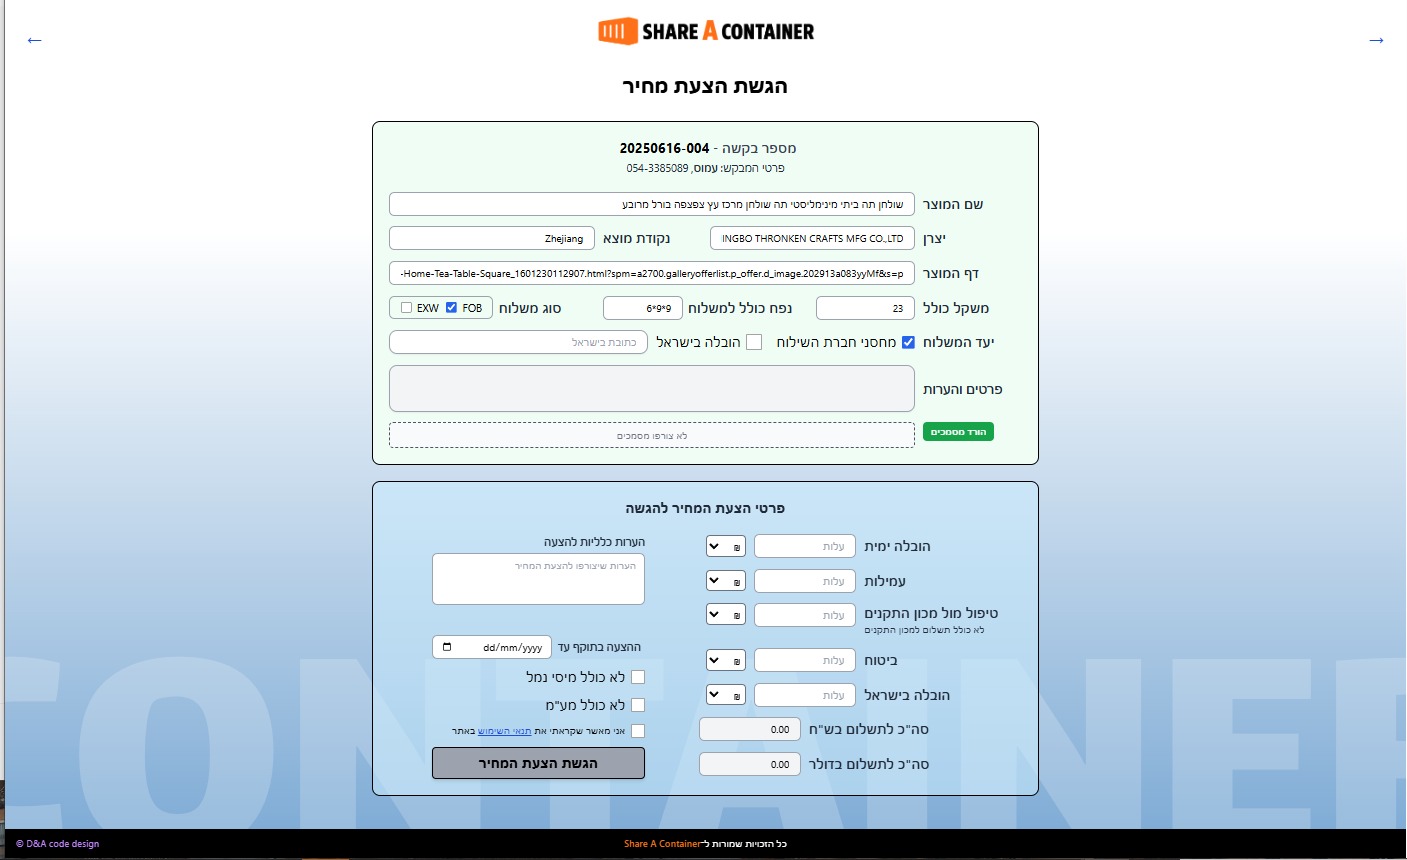 SHARE A CONTAINER
←
→
הגשת הצעת מחיר
מספר בקשה - 20250616-004
פרטי המבקש: עמוס, 054-3385089
שם המוצר שולחן תה ביתי מינימליסטי תה שולחן מרכז עץ צפצפה בורל מרובע
יצרן INGBO THRONKEN CRAFTS MFG CO.,LTD נקודת מוצא Zhejiang
דף המוצר -Home-Tea-Table-Square_1601230112907.html?spm=a2700.galleryofferlist.p_offer.d_image.202913a083yyMf&s=p
משקל כולל 23 נפח כולל למשלוח 6*9*9 סוג משלוח FOB EXW
יעד המשלוח מחסני חברת השילוח הובלה בישראל כתובת בישראל
פרטים והערות
הורד מסמכים לא צורפו מסמכים
פרטי הצעת המחיר להגשה
הובלה ימית עלות ₪
עמילות עלות ₪
טיפול מול מכון התקנים עלות ₪
לא כולל תשלום למכון התקנים
ביטוח עלות ₪
הובלה בישראל עלות ₪
סה"כ לתשלום בש"ח 0.00
סה"כ לתשלום בדולר 0.00
הערות כלליות להצעה
הערות שיצורפו להצעת המחיר
ההצעה בתוקף עד dd/mm/yyyy
לא כולל מיסי נמל
לא כולל מע"מ
אני מאשר שקראתי את תנאי השימוש באתר
הגשת הצעת המחיר
CONTAINER
כל הזכויות שמורות ל־Share A Container
© D&A code design